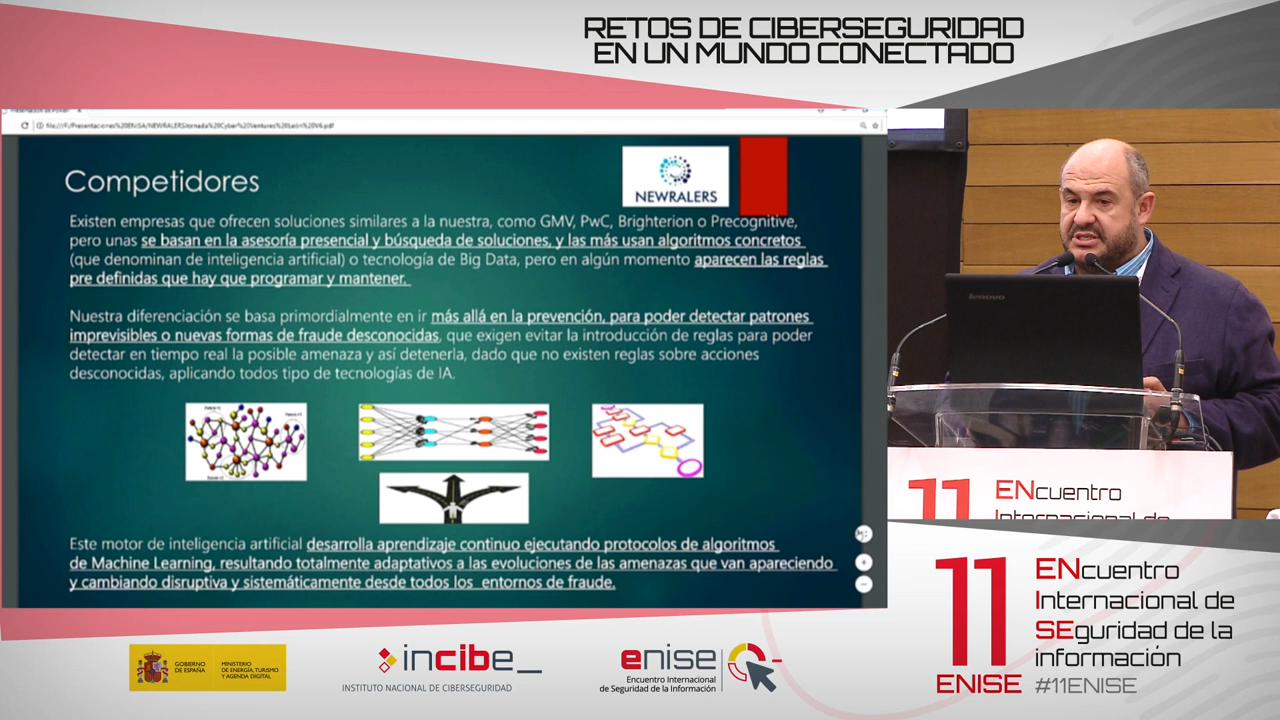 RETOS DE CIBERSEGURIDAD
EN UN MUNDO CONECTADO
Competidores
NEWRALERS
Existen empresas que ofrecen soluciones similares a la nuestra, como GMV, PwC, Brighterion o Precognitive,
pero unas se basan en la asesoría presencial y búsqueda de soluciones, y las más usan algoritmos concretos
(que denominan de inteligencia artificial) o tecnología de Big Data, pero en algún momento aparecen las reglas
pre definidas que hay que programar y mantener.
Nuestra diferenciación se basa primordialmente en ir más allá en la prevención, para poder detectar patrones
imprevisibles o nuevas formas de fraude desconocidas, que exigen evitar la introducción de reglas para poder
detectar en tiempo real la posible amenaza y así detenerla, dado que no existen reglas sobre acciones
desconocidas, aplicando todos tipo de tecnologías de IA.
Este motor de inteligencia artificial desarrolla aprendizaje continuo ejecutando protocolos de algoritmos
de Machine Learning, resultando totalmente adaptativos a las evoluciones de las amenazas que van apareciendo
y cambiando disruptiva y sistemáticamente desde todos los entornos de fraude.
lenovo
11
ENcuentro
Internacional de
11
ENISE
ENcuentro
Internacional de
SEguridad de la
información
#11ENISE
GOBIERNO
DE ESPAÑA
MINISTERIO
DE ENERGÍA, TURISMO
Y AGENDA DIGITAL
incibe_
INSTITUTO NACIONAL DE CIBERSEGURIDAD
enise
Encuentro Internacional
de Seguridad de la Información